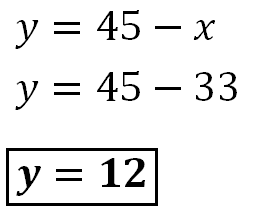 y = 45 − x
y = 45 − 33
y = 12